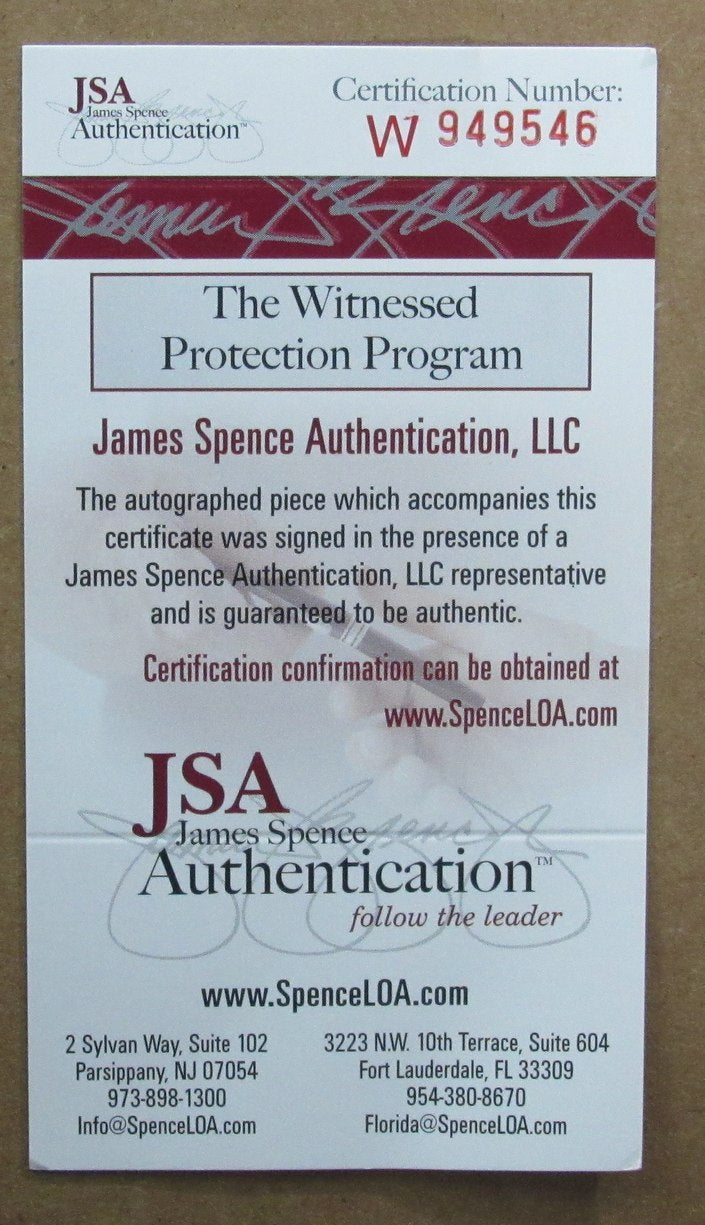 JSA
James Spence
Authentication™
Certification Number:
W 949546
James Spence
The Witnessed
Protection Program
James Spence Authentication, LLC
The autographed piece which accompanies this
certificate was signed in the presence of a
James Spence Authentication, LLC representative
and is guaranteed to be authentic.
Certification confirmation can be obtained at
www.SpenceLOA.com
JSA
James Spence
Authentication™
follow the leader
www.SpenceLOA.com
2 Sylvan Way, Suite 102
Parsippany, NJ 07054
973-898-1300
Info@SpenceLOA.com
3223 N.W. 10th Terrace, Suite 604
Fort Lauderdale, FL 33309
954-380-8670
Florida@SpenceLOA.com